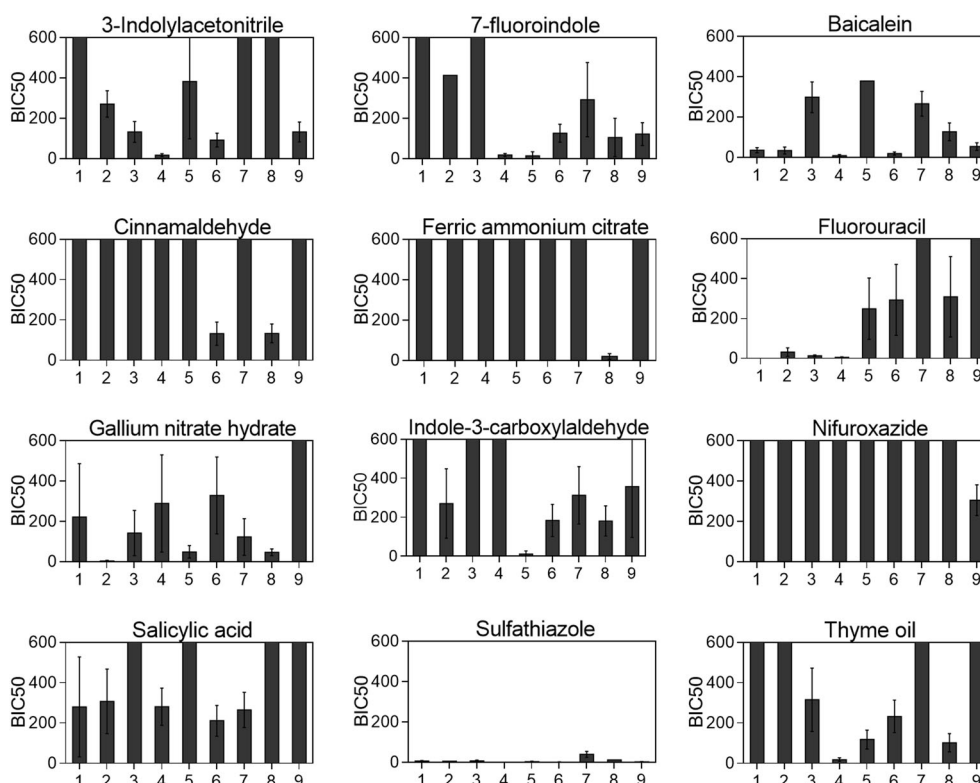 3-Indolylacetonitrile
BIC50
600
400
200
0
1 2 3 4 5 6 7 8 9
7-fluoroindole
BIC50
600
400
200
0
1 2 3 4 5 6 7 8 9
Baicalein
BIC50
600
400
200
0
1 2 3 4 5 6 7 8 9
Cinnamaldehyde
BIC50
600
400
200
0
1 2 3 4 5 6 7 8 9
Ferric ammonium citrate
BIC50
600
400
200
0
1 2 4 5 6 7 8 9
Fluorouracil
BIC50
600
400
200
0
1 2 3 4 5 6 7 8 9
Gallium nitrate hydrate
BIC50
600
400
200
0
1 2 3 4 5 6 7 8 9
Indole-3-carboxylaldehyde
BIC50
600
400
200
0
1 2 3 4 5 6 7 8 9
Nifuroxazide
BIC50
600
400
200
0
1 2 3 4 5 6 7 8 9
Salicylic acid
BIC50
600
400
200
0
1 2 3 4 5 6 7 8 9
Sulfathiazole
BIC50
600
400
200
0
1 2 3 4 5 6 7 8 9
Thyme oil
BIC50
600
400
200
0
1 2 3 4 5 6 7 8 9